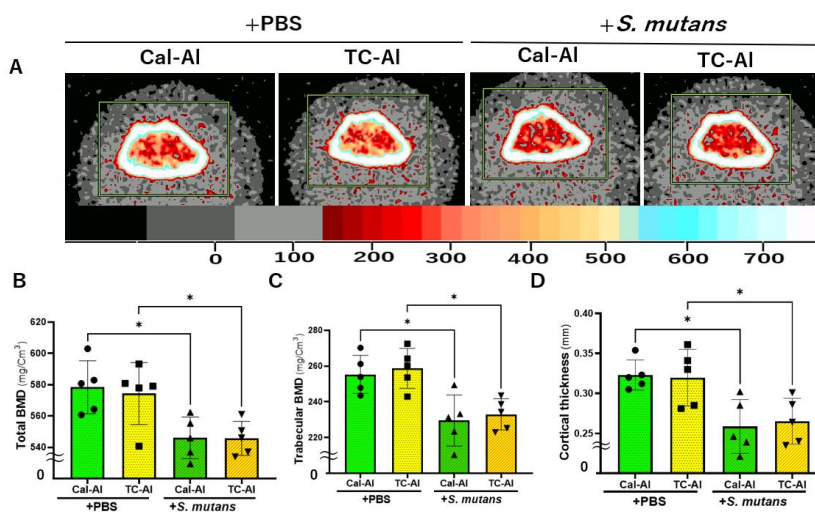 +PBS
+S. mutans
A
Cal-Al
TC-Al
Cal-Al
TC-Al
0 100 200 300 400 500 600 700
B
Total BMD (mg/Cm³)
620
600
580
560
540
0
*
*
Cal-Al TC-Al Cal-Al TC-Al
+PBS +S. mutans
C
Trabecular BMD (mg/Cm³)
280
260
240
220
0
*
*
Cal-Al TC-Al Cal-Al TC-Al
+PBS +S. mutans
D
Cortical thickness (mm)
0.40
0.35
0.30
0.25
0
*
*
Cal-Al TC-Al Cal-Al TC-Al
+PBS +S. mutans